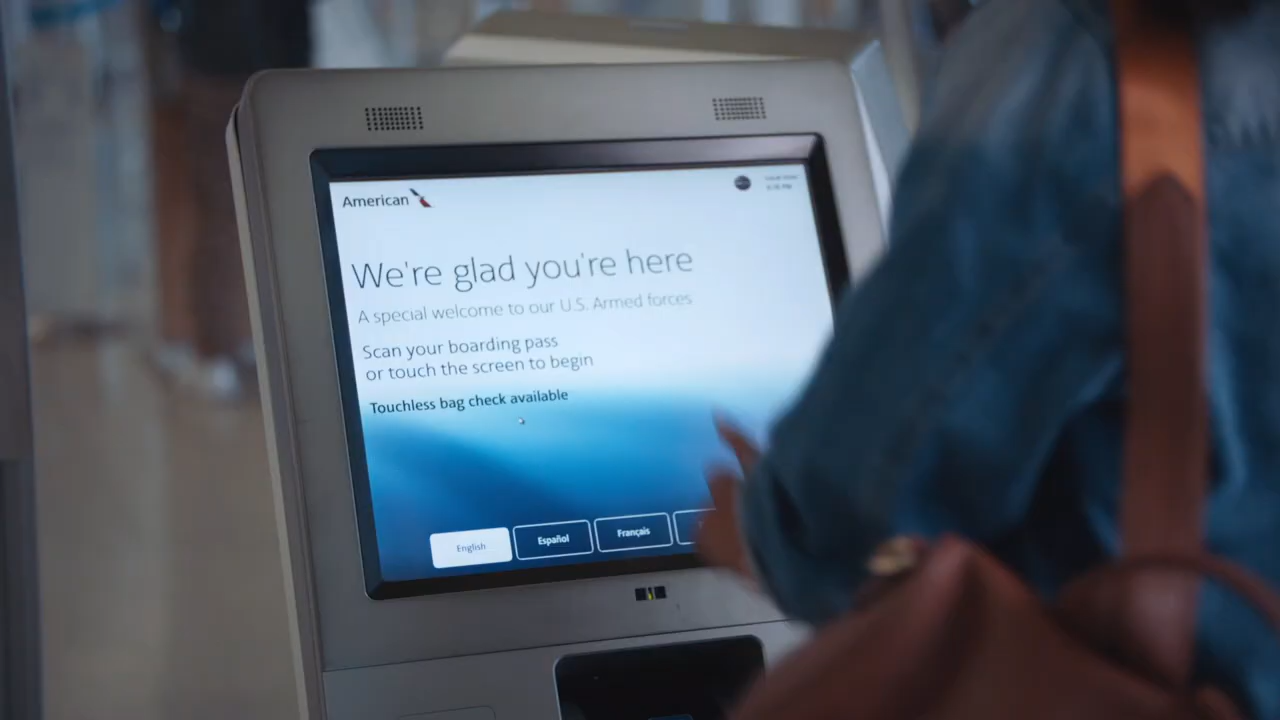 American
We're glad you're here
A special welcome to our U.S. Armed forces
Scan your boarding pass
or touch the screen to begin
Touchless bag check available
English
Español
Français